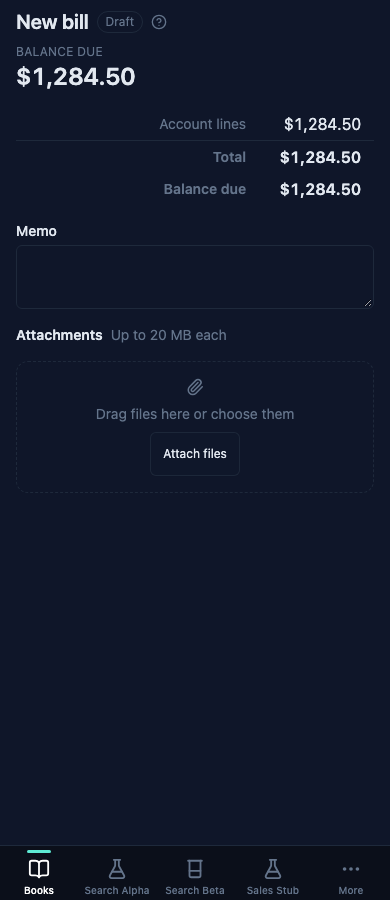 New bill Draft
BALANCE DUE
$1,284.50
Account lines $1,284.50
Total $1,284.50
Balance due $1,284.50
Memo
Attachments Up to 20 MB each
Drag files here or choose them
Attach files
Books Search Alpha Search Beta Sales Stub More